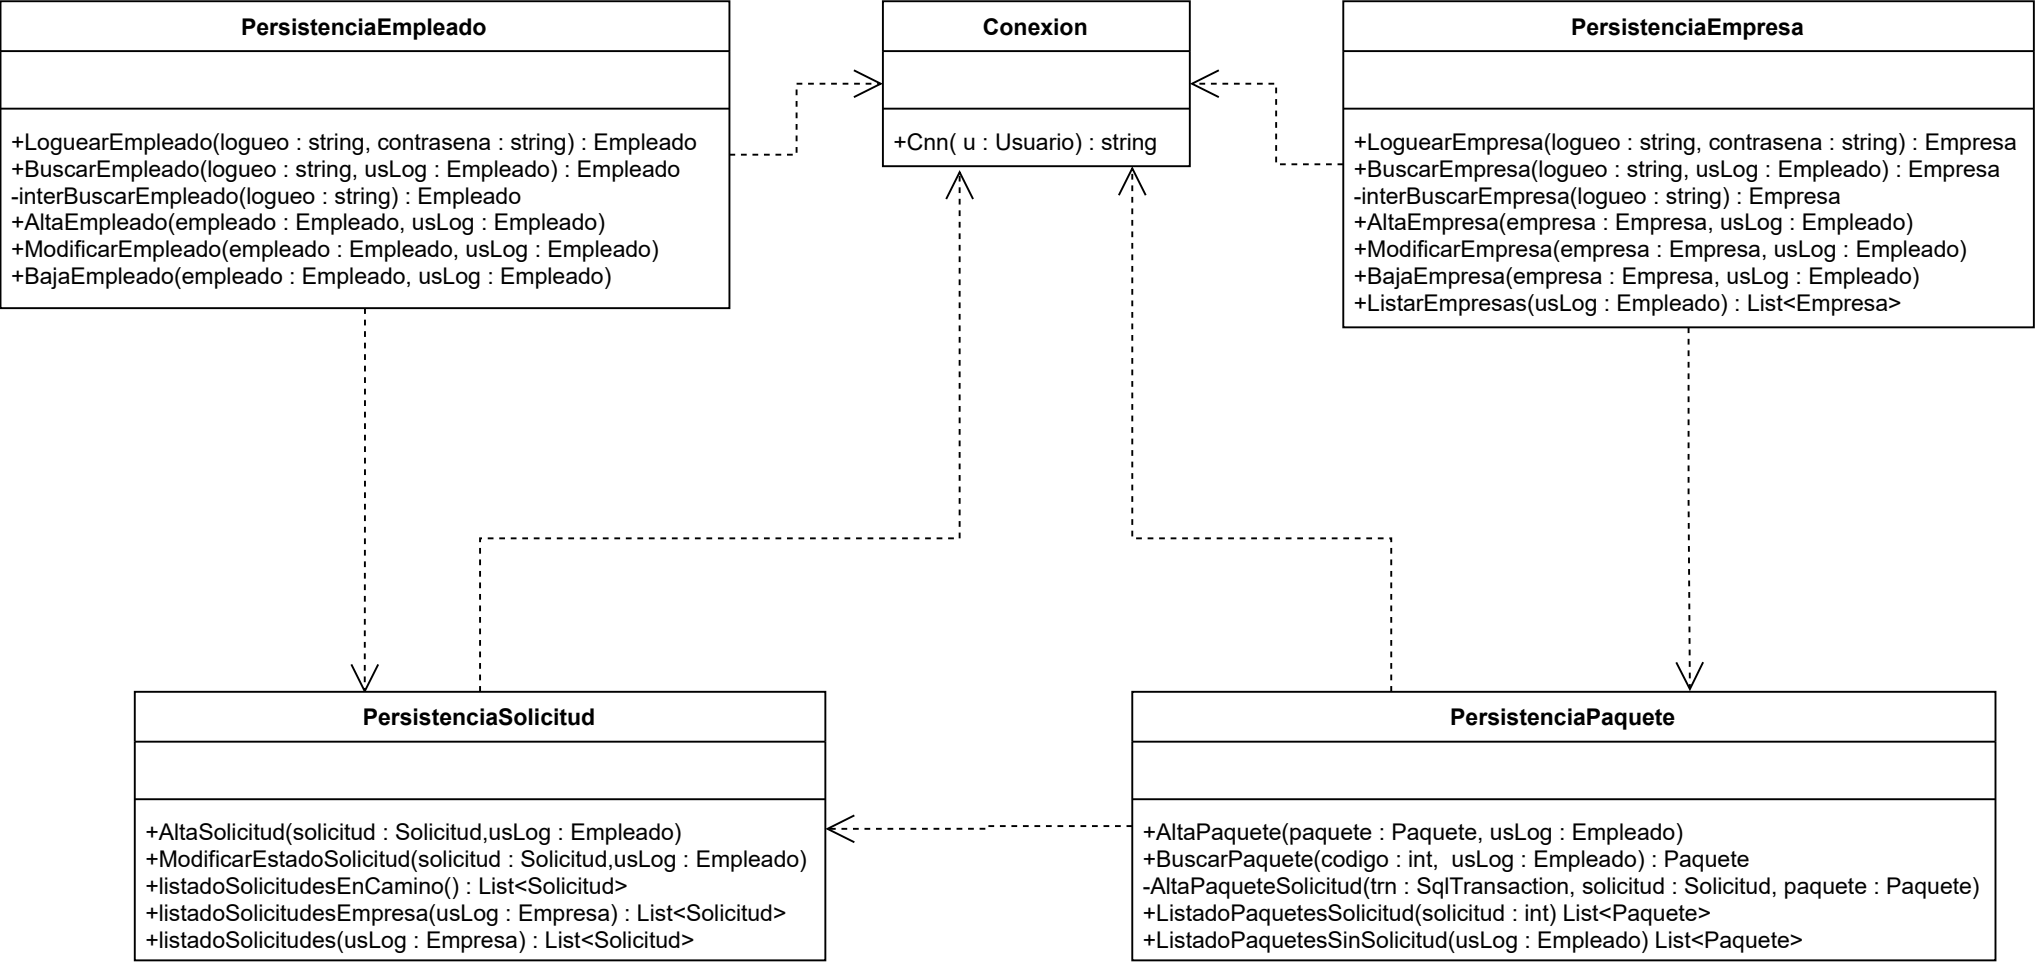 PersistenciaEmpleado
+LoguearEmpleado(logueo : string, contrasena : string) : Empleado
+BuscarEmpleado(logueo : string, usLog : Empleado) : Empleado
-interBuscarEmpleado(logueo : string) : Empleado
+AltaEmpleado(empleado : Empleado, usLog : Empleado)
+ModificarEmpleado(empleado : Empleado, usLog : Empleado)
+BajaEmpleado(empleado : Empleado, usLog : Empleado)
Conexion
+Cnn( u : Usuario) : string
PersistenciaEmpresa
+LoguearEmpresa(logueo : string, contrasena : string) : Empresa
+BuscarEmpresa(logueo : string, usLog : Empleado) : Empresa
-interBuscarEmpresa(logueo : string) : Empresa
+AltaEmpresa(empresa : Empresa, usLog : Empleado)
+ModificarEmpresa(empresa : Empresa, usLog : Empleado)
+BajaEmpresa(empresa : Empresa, usLog : Empleado)
+ListarEmpresas(usLog : Empleado) : List<Empresa>
PersistenciaSolicitud
+AltaSolicitud(solicitud : Solicitud,usLog : Empleado)
+ModificarEstadoSolicitud(solicitud : Solicitud,usLog : Empleado)
+listadoSolicitudesEnCamino() : List<Solicitud>
+listadoSolicitudesEmpresa(usLog : Empresa) : List<Solicitud>
+listadoSolicitudes(usLog : Empresa) : List<Solicitud>
PersistenciaPaquete
+AltaPaquete(paquete : Paquete, usLog : Empleado)
+BuscarPaquete(codigo : int,  usLog : Empleado) : Paquete
-AltaPaqueteSolicitud(trn : SqlTransaction, solicitud : Solicitud, paquete : Paquete)
+ListadoPaquetesSolicitud(solicitud : int) List<Paquete>
+ListadoPaquetesSinSolicitud(usLog : Empleado) List<Paquete>